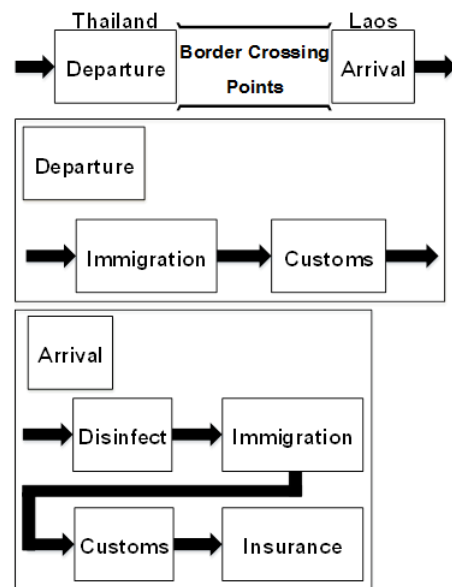 Thailand
Laos
Departure
Border Crossing
Points
Arrival
Departure
Immigration
Customs
Arrival
Disinfect
Immigration
Customs
Insurance